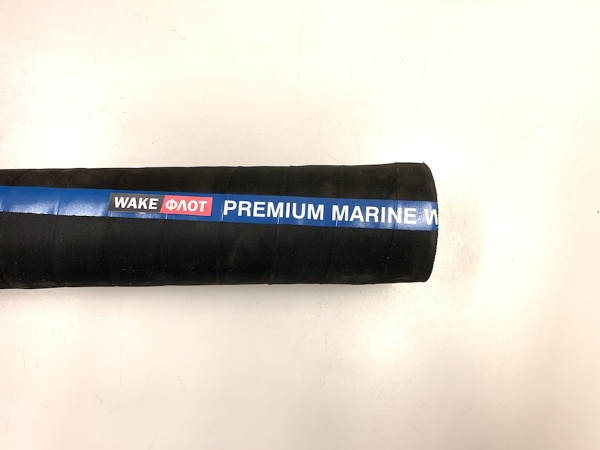 WAKE ФЛОТ PREMIUM MARINE W